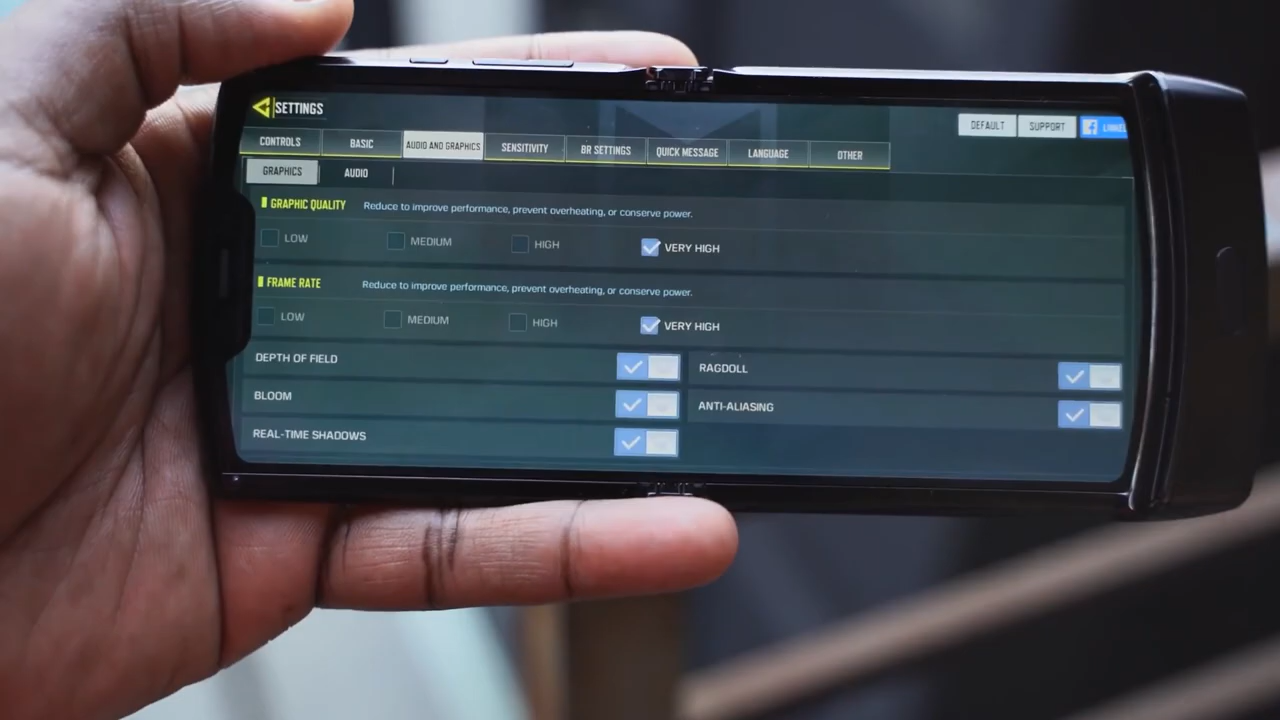 SETTINGS
DEFAULT SUPPORT
CONTROLS BASIC AUDIO AND GRAPHICS SENSITIVITY BR SETTINGS QUICK MESSAGE LANGUAGE OTHER
GRAPHICS AUDIO
GRAPHIC QUALITY Reduce to improve performance, prevent overheating, or conserve power.
LOW MEDIUM HIGH VERY HIGH
FRAME RATE Reduce to improve performance, prevent overheating, or conserve power.
LOW MEDIUM HIGH VERY HIGH
DEPTH OF FIELD RAGDOLL
BLOOM ANTI-ALIASING
REAL-TIME SHADOWS